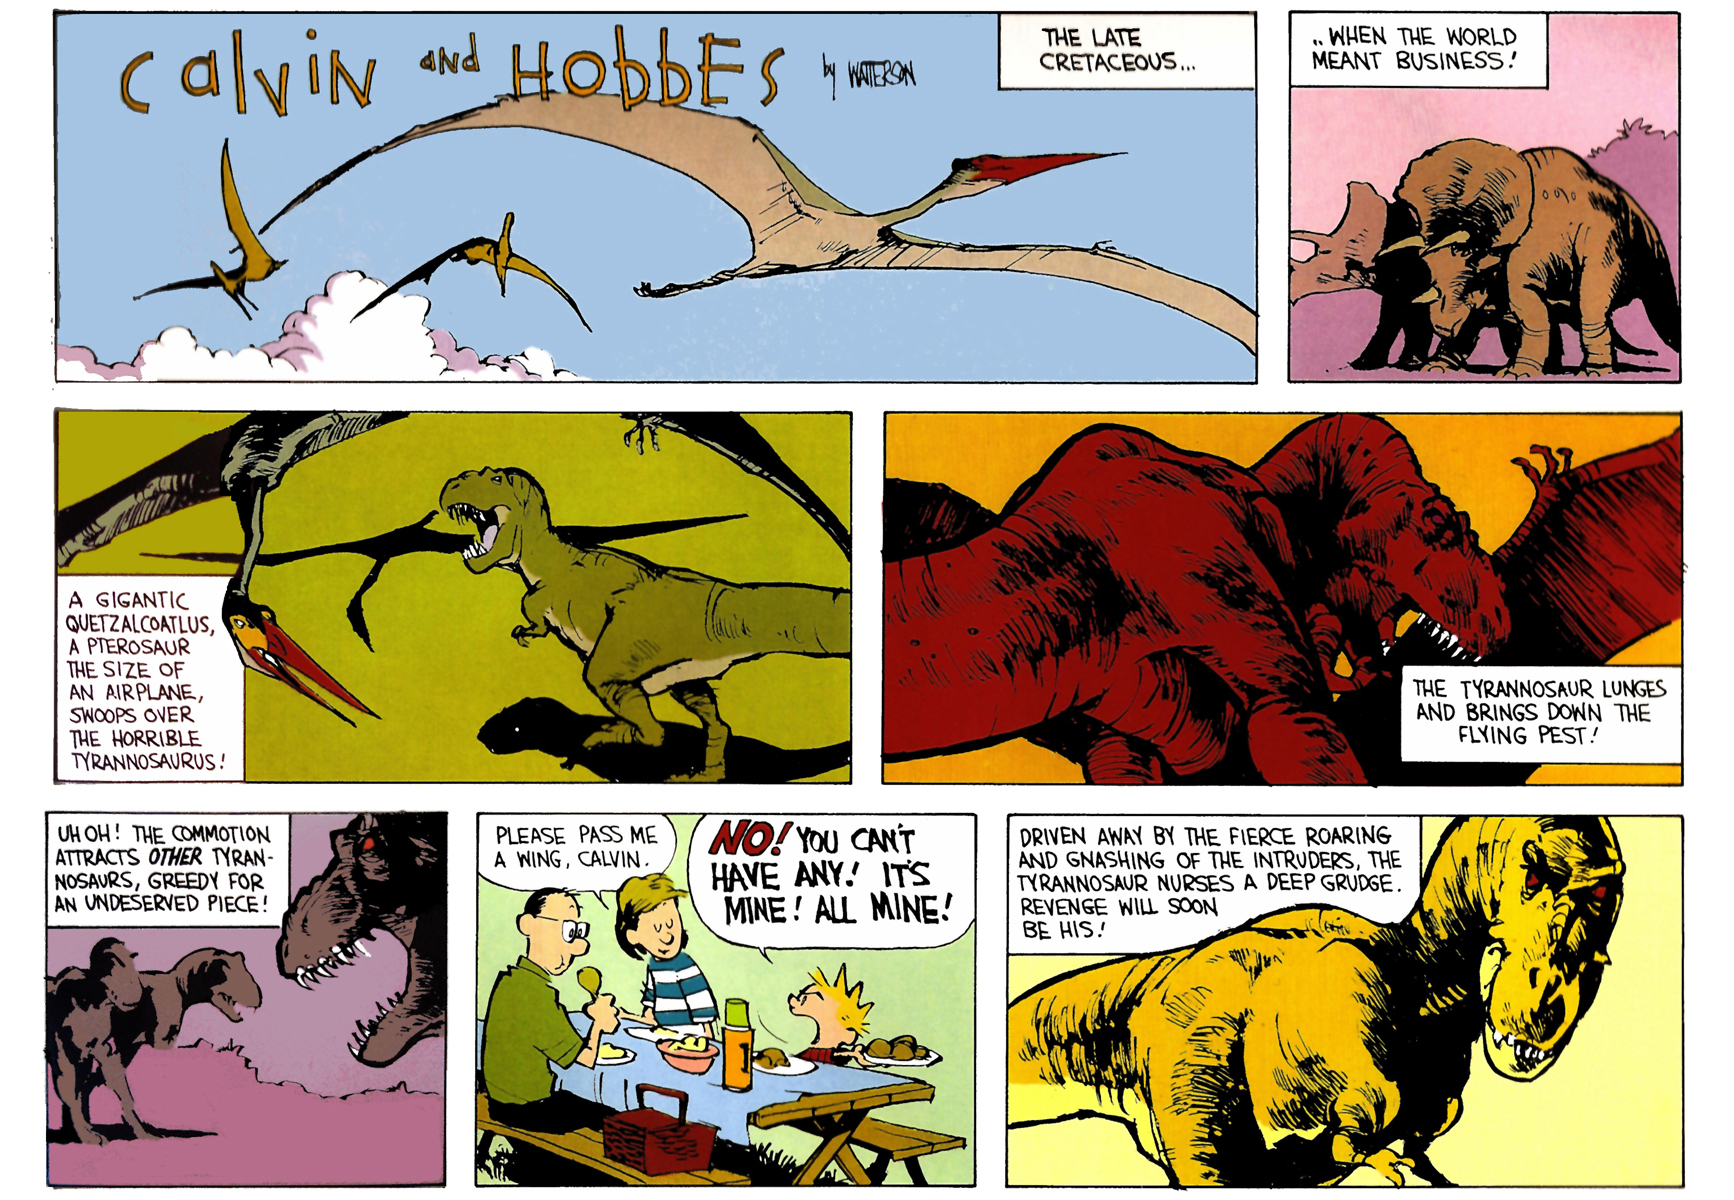 Calvin and Hobbes by Watterson
THE LATE
CRETACEOUS...
..WHEN THE WORLD
MEANT BUSINESS!
A GIGANTIC
QUETZALCOATLUS,
A PTEROSAUR
THE SIZE OF
AN AIRPLANE,
SWOOPS OVER
THE HORRIBLE
TYRANNOSAURUS!
THE TYRANNOSAUR LUNGES
AND BRINGS DOWN THE
FLYING PEST!
UH OH! THE COMMOTION
ATTRACTS OTHER TYRAN-
NOSAURS, GREEDY FOR
AN UNDESERVED PIECE!
PLEASE PASS ME
A WING, CALVIN.
NO! YOU CAN'T
HAVE ANY! IT'S
MINE! ALL MINE!
DRIVEN AWAY BY THE FIERCE ROARING
AND GNASHING OF THE INTRUDERS, THE
TYRANNOSAUR NURSES A DEEP GRUDGE.
REVENGE WILL SOON
BE HIS!